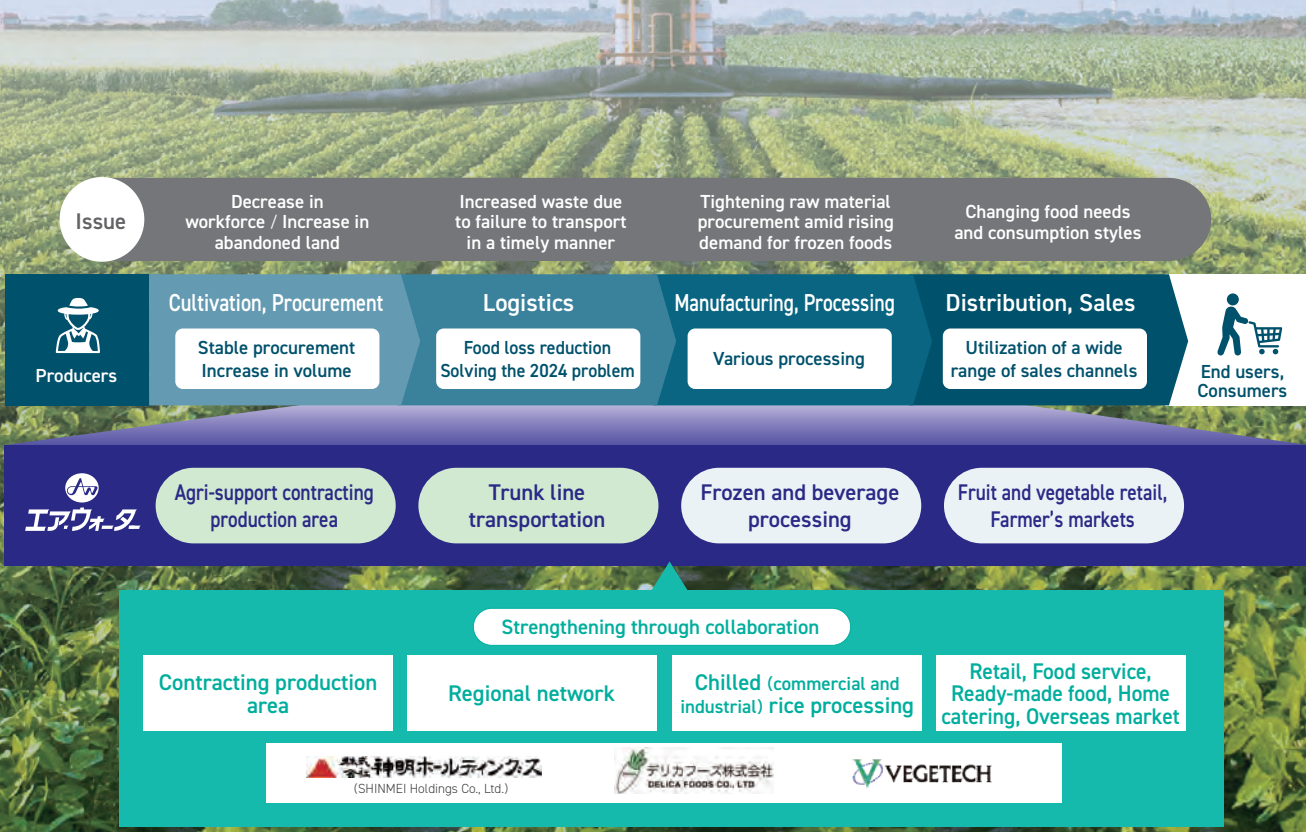 Issue
Decrease in
workforce / Increase in
abandoned land
Increased waste due
to failure to transport
in a timely manner
Tightening raw material
procurement amid rising
demand for frozen foods
Changing food needs
and consumption styles
Producers
Cultivation, Procurement
Stable procurement
Increase in volume
Logistics
Food loss reduction
Solving the 2024 problem
Manufacturing, Processing
Various processing
Distribution, Sales
Utilization of a wide
range of sales channels
End users,
Consumers
AW
エア・ウォーター
Agri-support contracting
production area
Trunk line
transportation
Frozen and beverage
processing
Fruit and vegetable retail,
Farmer's markets
Strengthening through collaboration
Contracting production
area
Regional network
Chilled (commercial and
industrial) rice processing
Retail, Food service,
Ready-made food, Home
catering, Overseas market
株式会社神明ホールディングス
(SHINMEI Holdings Co., Ltd.)
デリカフーズ株式会社
DELICA FOODS CO., LTD
VEGETECH